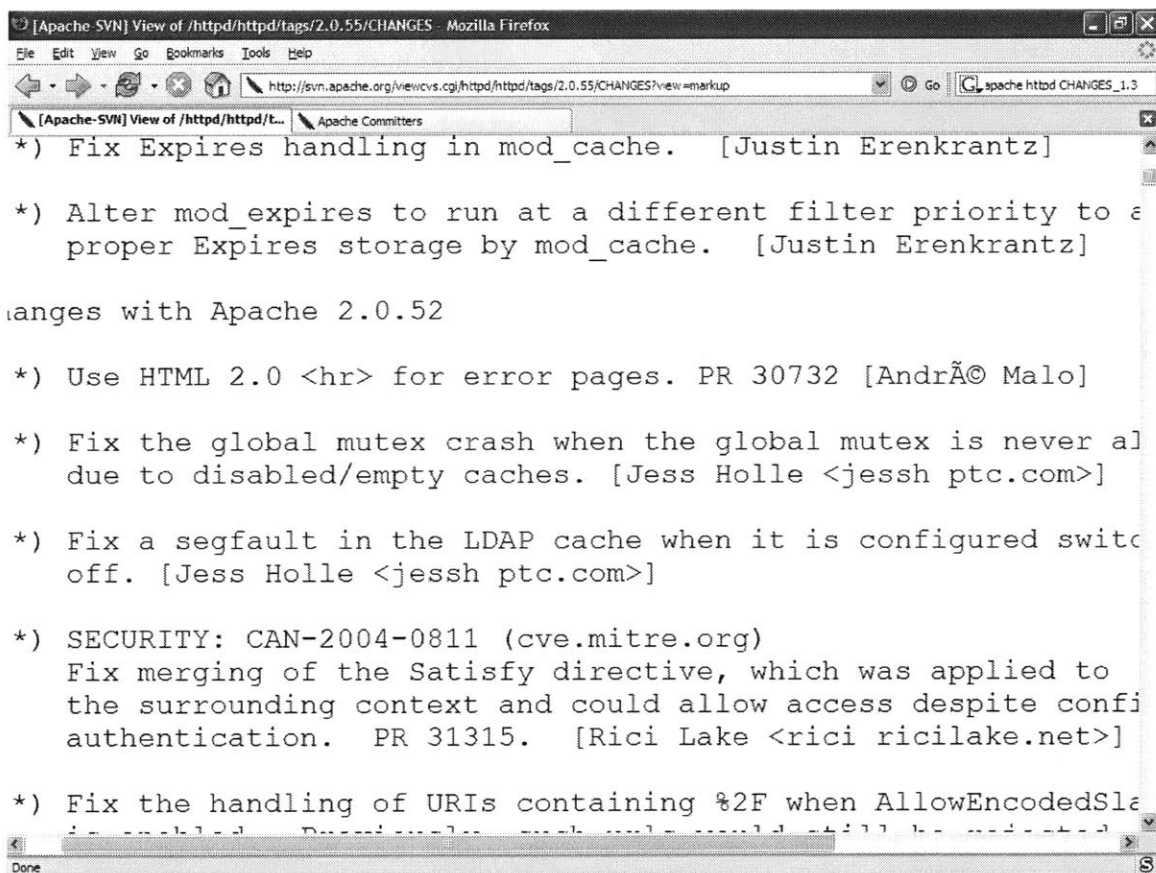 [Apache-SVN] View of /httpd/httpd/tags/2.0.55/CHANGES - Mozilla Firefox
File Edit View Go Bookmarks Tools Help
http://svn.apache.org/viewcvs.cgi/httpd/httpd/tags/2.0.55/CHANGES?view=markup Go apache httpd CHANGES_1.3
[Apache-SVN] View of /httpd/httpd/t... Apache Committers
*) Fix Expires handling in mod_cache. [Justin Erenkrantz]
*) Alter mod_expires to run at a different filter priority to a
proper Expires storage by mod_cache. [Justin Erenkrantz]
anges with Apache 2.0.52
*) Use HTML 2.0 <hr> for error pages. PR 30732 [AndrÃ© Malo]
*) Fix the global mutex crash when the global mutex is never al
due to disabled/empty caches. [Jess Holle <jessh ptc.com>]
*) Fix a segfault in the LDAP cache when it is configured switc
off. [Jess Holle <jessh ptc.com>]
*) SECURITY: CAN-2004-0811 (cve.mitre.org)
Fix merging of the Satisfy directive, which was applied to
the surrounding context and could allow access despite confi
authentication. PR 31315. [Rici Lake <rici ricilake.net>]
*) Fix the handling of URIs containing %2F when AllowEncodedSla
Done